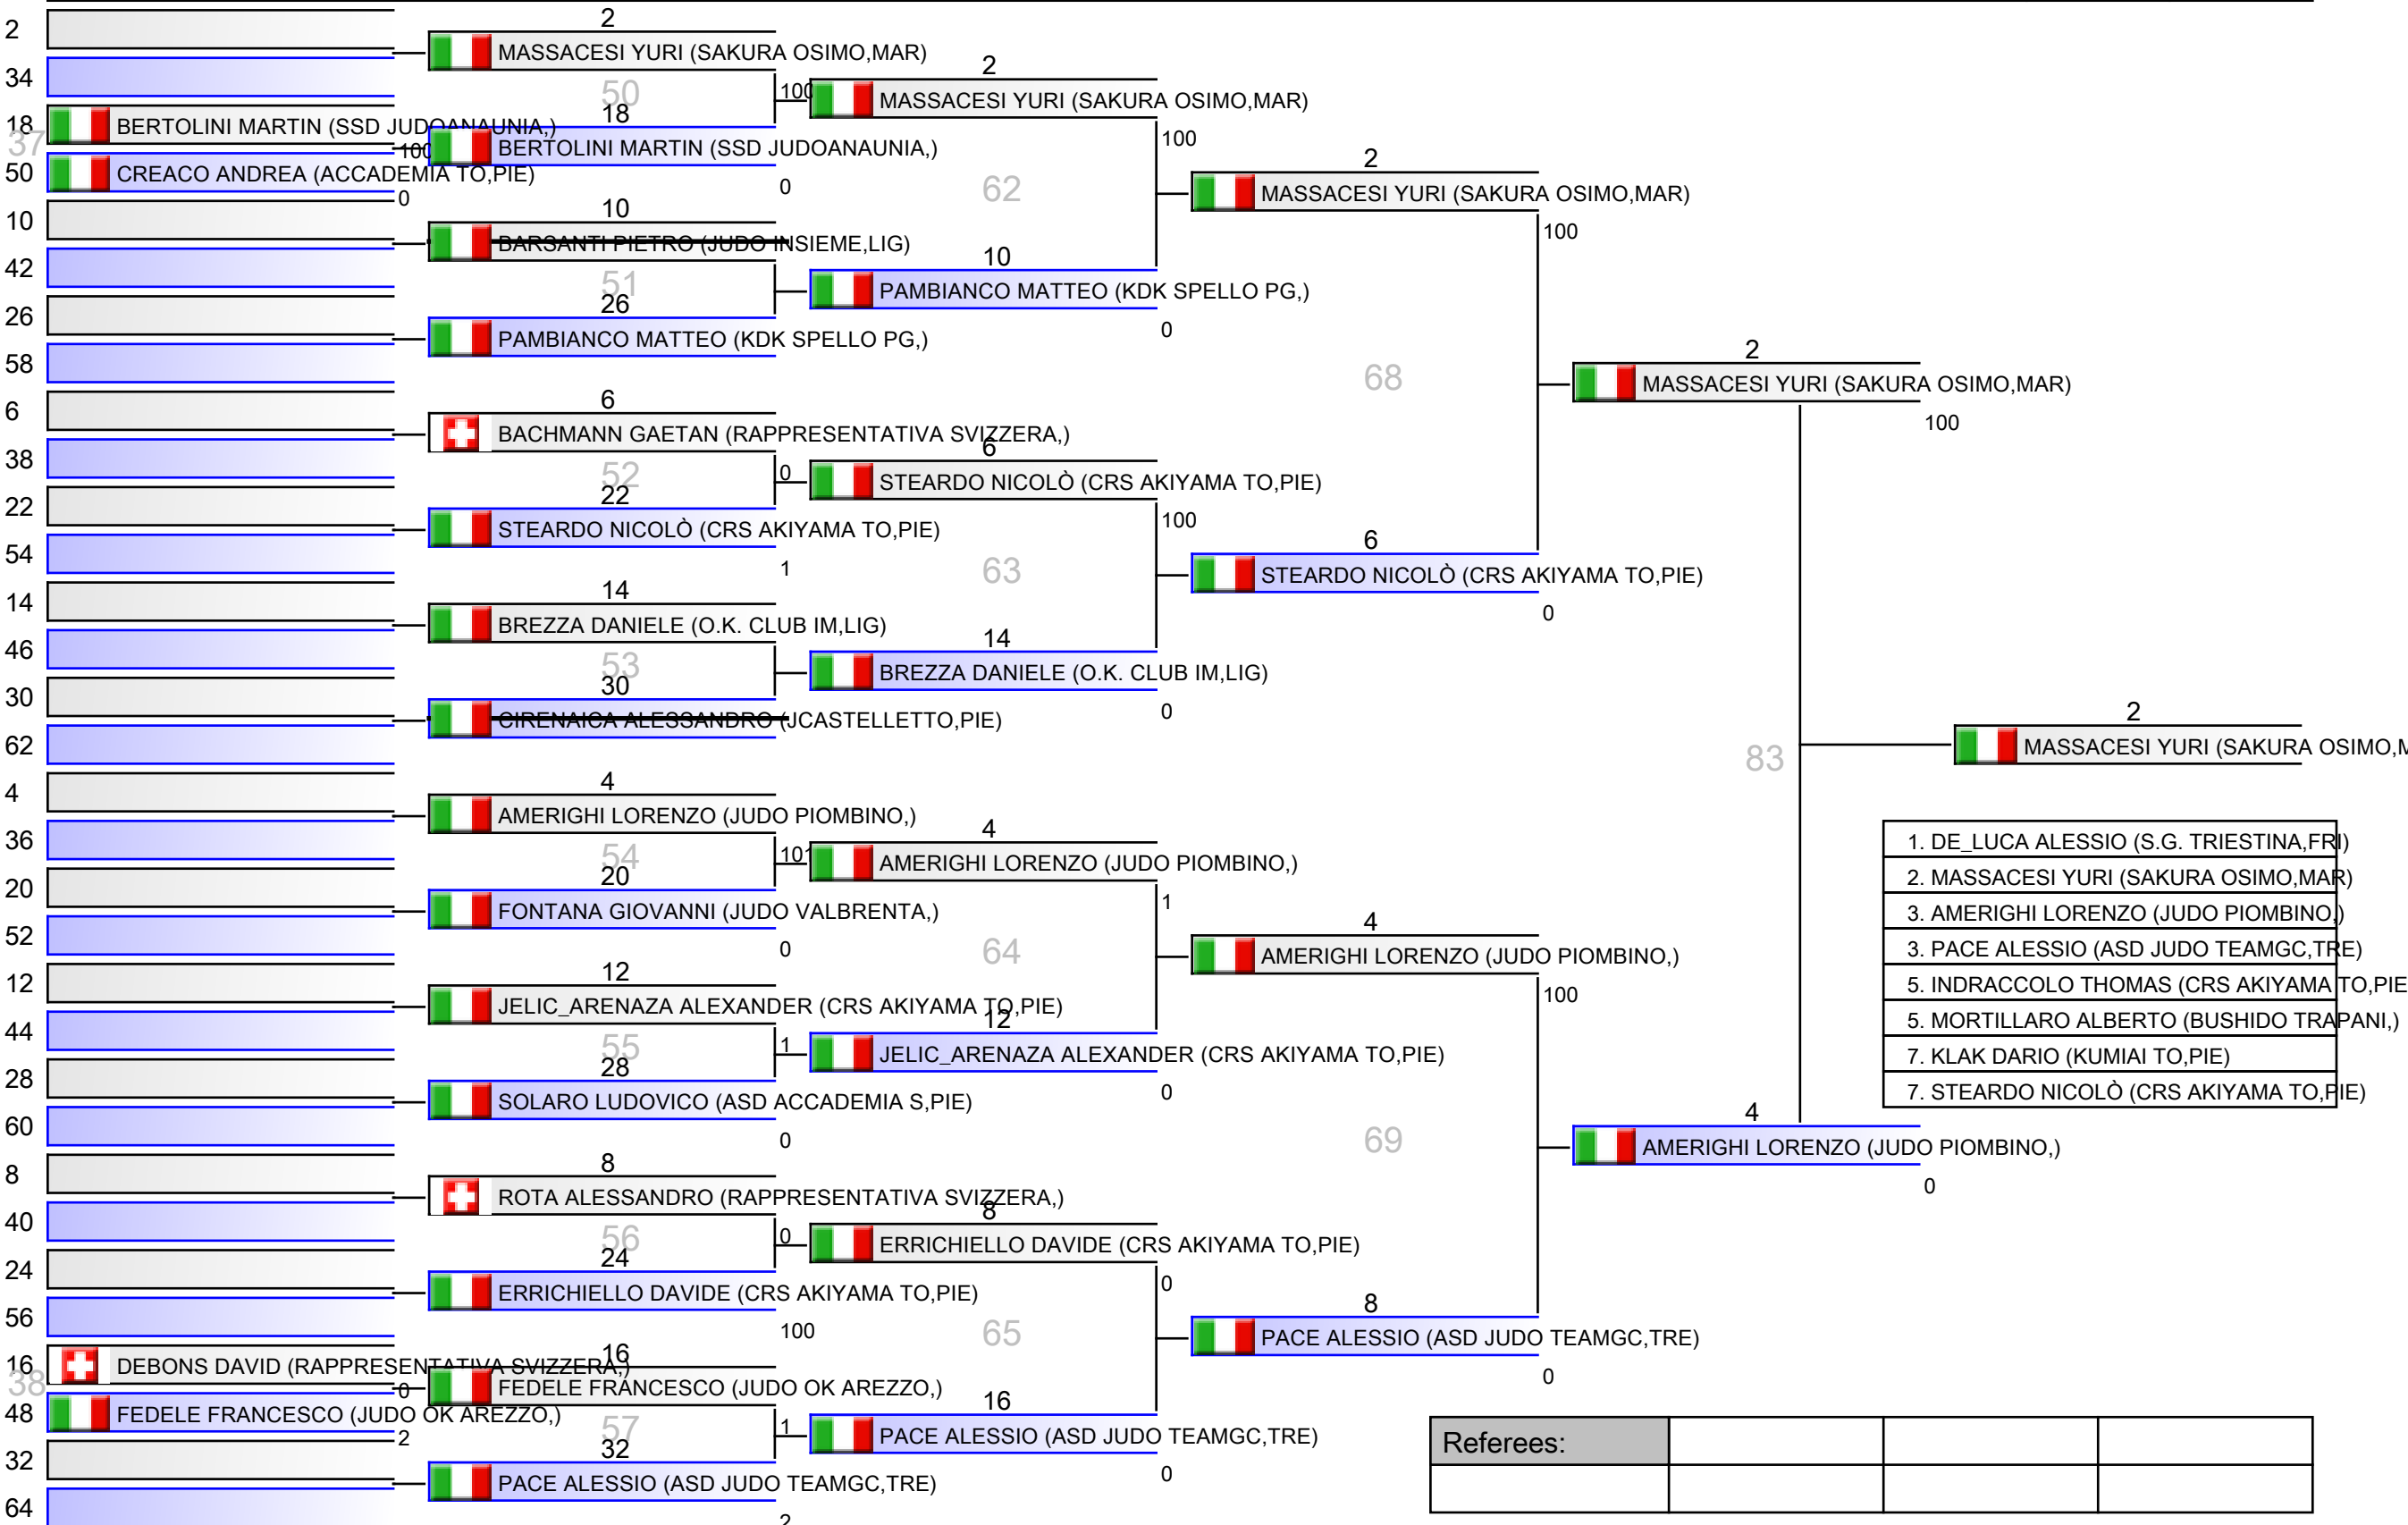 2
34
18
37
50
10
42
26
58
6
38
22
54
14
46
30
62
4
36
20
52
12
44
28
60
8
40
24
56
16
38
48
32
64
BERTOLINI MARTIN (SSD JUDOANAUNIA,)
100
CREACO ANDREA (ACCADEMIA TO,PIE)
0
DEBONS DAVID (RAPPRESENTATIVA SVIZZERA,)
0
FEDELE FRANCESCO (JUDO OK AREZZO,)
2
2
MASSACESI YURI (SAKURA OSIMO,MAR)
100
50
18
BERTOLINI MARTIN (SSD JUDOANAUNIA,)
0
10
BARSANTI PIETRO (JUDO INSIEME,LIG)
51
26
PAMBIANCO MATTEO (KDK SPELLO PG,)
6
BACHMANN GAETAN (RAPPRESENTATIVA SVIZZERA,)
0
52
22
STEARDO NICOLÒ (CRS AKIYAMA TO,PIE)
1
14
BREZZA DANIELE (O.K. CLUB IM,LIG)
53
30
CIRENAICA ALESSANDRO (JCASTELLETTO,PIE)
4
AMERIGHI LORENZO (JUDO PIOMBINO,)
101
54
20
FONTANA GIOVANNI (JUDO VALBRENTA,)
0
12
JELIC_ARENAZA ALEXANDER (CRS AKIYAMA TO,PIE)
1
55
28
SOLARO LUDOVICO (ASD ACCADEMIA S,PIE)
0
8
ROTA ALESSANDRO (RAPPRESENTATIVA SVIZZERA,)
0
56
24
ERRICHIELLO DAVIDE (CRS AKIYAMA TO,PIE)
100
16
FEDELE FRANCESCO (JUDO OK AREZZO,)
1
57
32
PACE ALESSIO (ASD JUDO TEAMGC,TRE)
2
2
MASSACESI YURI (SAKURA OSIMO,MAR)
100
62
10
PAMBIANCO MATTEO (KDK SPELLO PG,)
0
6
STEARDO NICOLÒ (CRS AKIYAMA TO,PIE)
100
63
14
BREZZA DANIELE (O.K. CLUB IM,LIG)
0
4
AMERIGHI LORENZO (JUDO PIOMBINO,)
1
64
12
JELIC_ARENAZA ALEXANDER (CRS AKIYAMA TO,PIE)
0
8
ERRICHIELLO DAVIDE (CRS AKIYAMA TO,PIE)
0
65
16
PACE ALESSIO (ASD JUDO TEAMGC,TRE)
0
2
MASSACESI YURI (SAKURA OSIMO,MAR)
100
68
6
STEARDO NICOLÒ (CRS AKIYAMA TO,PIE)
0
4
AMERIGHI LORENZO (JUDO PIOMBINO,)
100
69
8
PACE ALESSIO (ASD JUDO TEAMGC,TRE)
0
2
MASSACESI YURI (SAKURA OSIMO,MAR)
100
83
4
AMERIGHI LORENZO (JUDO PIOMBINO,)
0
2
MASSACESI YURI (SAKURA OSIMO,M
1. DE_LUCA ALESSIO (S.G. TRIESTINA,FRI)
2. MASSACESI YURI (SAKURA OSIMO,MAR)
3. AMERIGHI LORENZO (JUDO PIOMBINO,)
3. PACE ALESSIO (ASD JUDO TEAMGC,TRE)
5. INDRACCOLO THOMAS (CRS AKIYAMA TO,PIE
5. MORTILLARO ALBERTO (BUSHIDO TRAPANI,)
7. KLAK DARIO (KUMIAI TO,PIE)
7. STEARDO NICOLÒ (CRS AKIYAMA TO,PIE)
Referees: